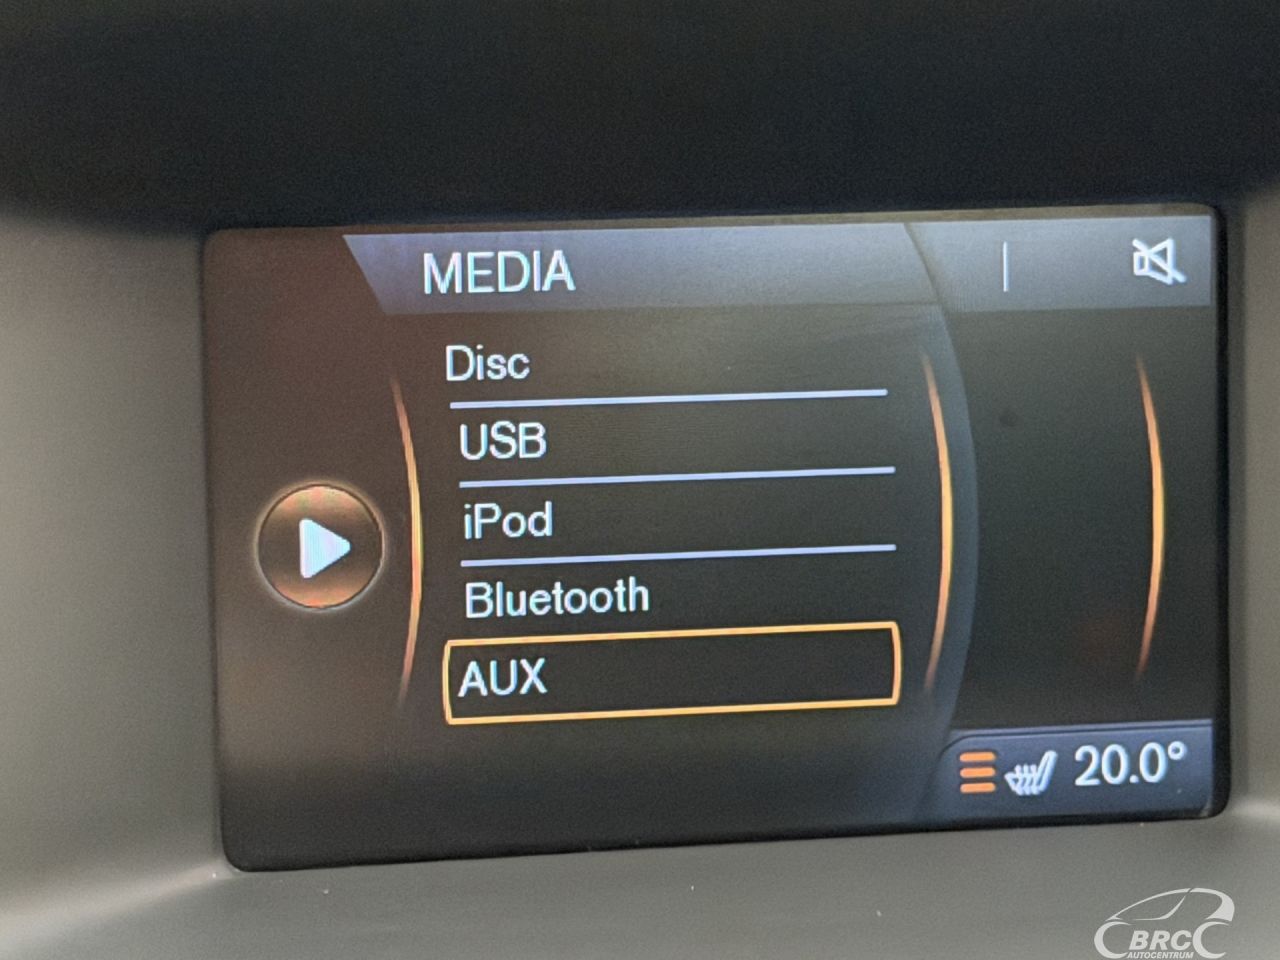 MEDIA
Disc
USB
iPod
Bluetooth
AUX
20.0°
BRC
AUTOCENTRUM